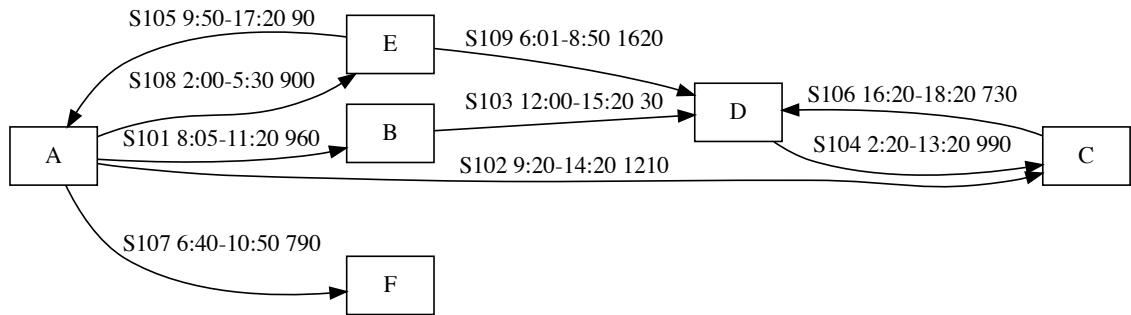 S105 9:50-17:20 90
E
S109 6:01-8:50 1620
S108 2:00-5:30 900
S103 12:00-15:20 30
D
S106 16:20-18:20 730
S101 8:05-11:20 960
B
A
S104 2:20-13:20 990
C
S102 9:20-14:20 1210
S107 6:40-10:50 790
F